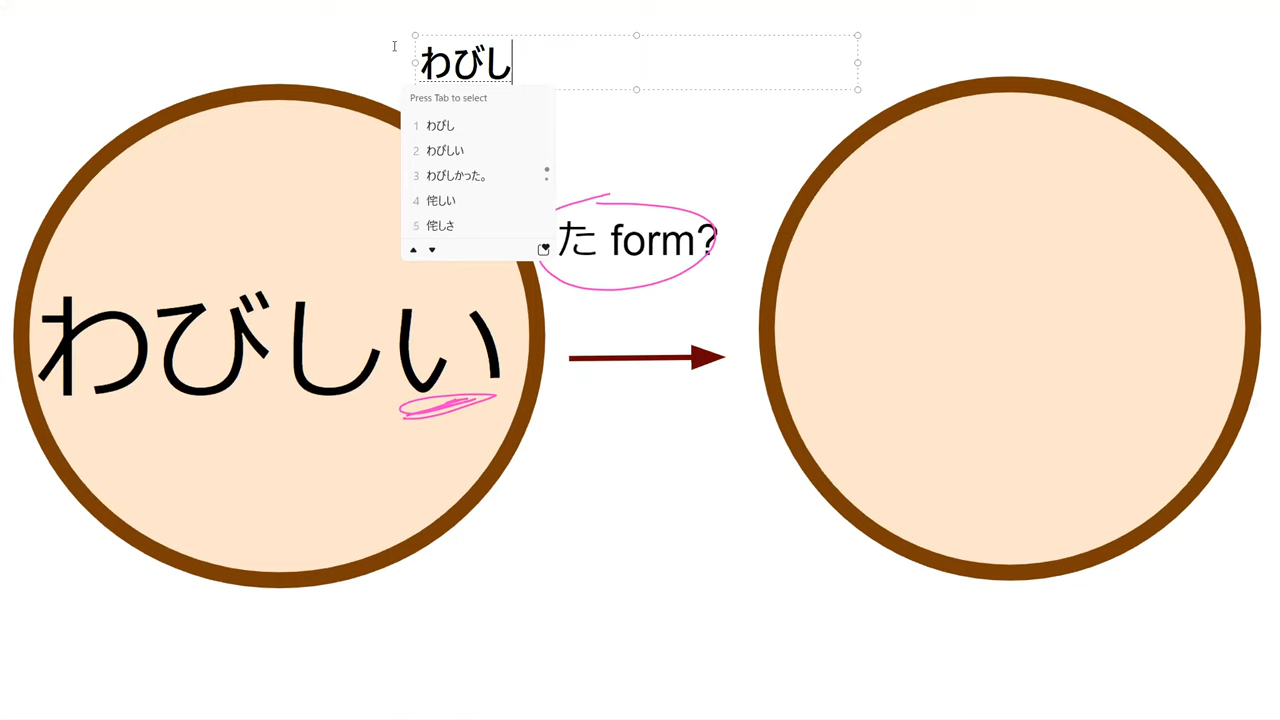 わびし
Press Tab to select
1 わびし
2 わびしい
3 わびしかった。
4 侘しい
5 侘しさ
た form?
わびしい